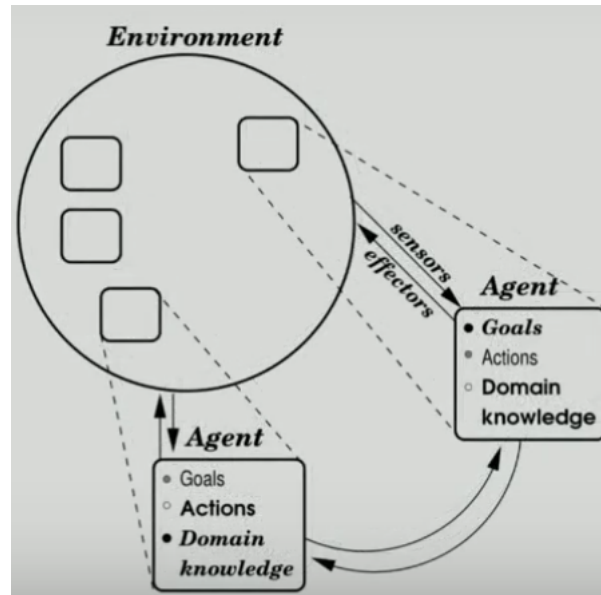 Environment
sensors
effectors
Agent
Goals
Actions
Domain
knowledge
Agent
Goals
Actions
Domain
knowledge